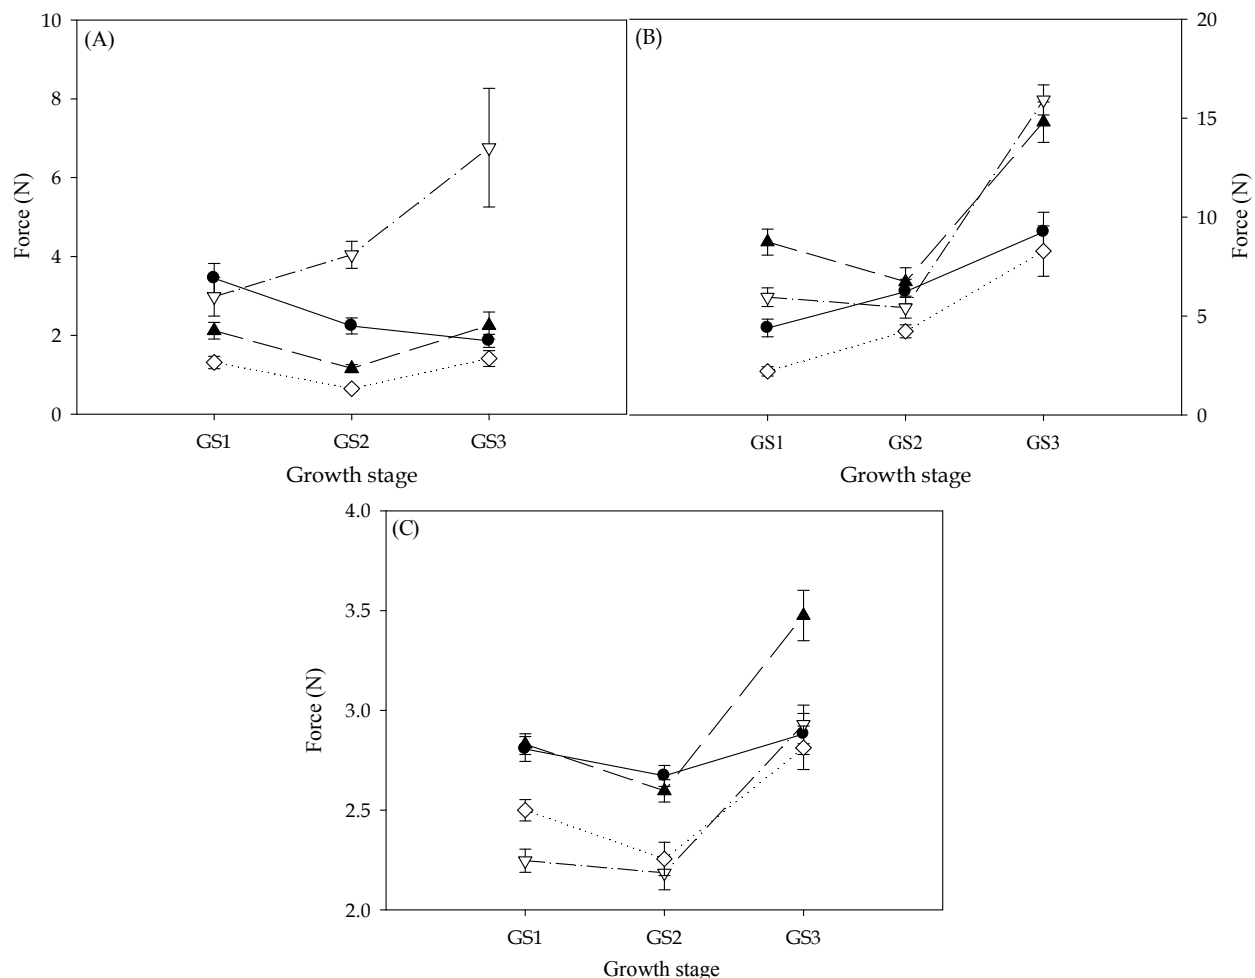 (A)
10
8
6
4
2
0
Force (N)
GS1 GS2 GS3
Growth stage
(B)
20
15
10
5
0
Force (N)
GS1 GS2 GS3
Growth stage
(C)
4.0
3.5
3.0
2.5
2.0
Force (N)
GS1 GS2 GS3
Growth stage